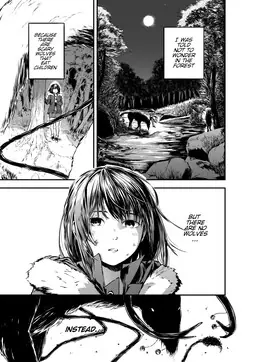 I WAS
TOLD NOT
TO WONDER
IN THE
FOREST
BECAUSE
THERE ARE
SCARY
WOLVES
THAT EAT
CHILDREN
BUT
THERE
ARE NO
WOLVES
....
INSTEAD...